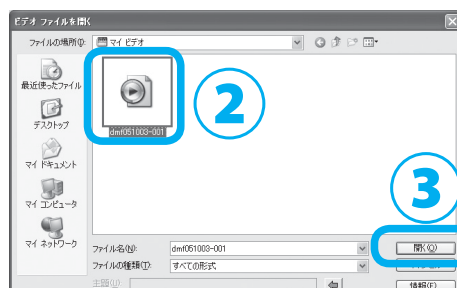 ビデオ ファイルを開く
ファイルの場所(I):
マイ ビデオ
最近使ったファイル
デスクトップ
マイ ドキュメント
マイ コンピュータ
マイ ネットワーク
dmf051003-001
2
3
ファイル名(N):
dmf051003-001
開く(O)
ファイルの種類(T):
すべての形式
主題(U)
情報(F)